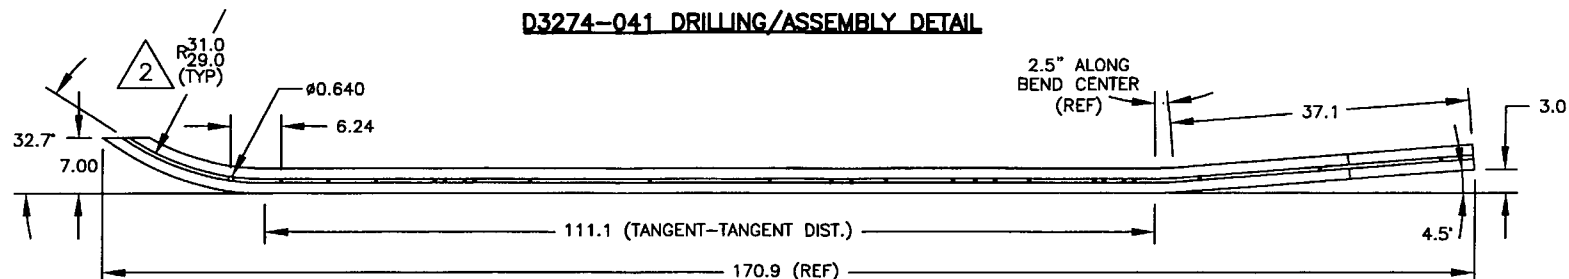 D3274-041 DRILLING/ASSEMBLY DETAIL
2
R31.0
29.0
(TYP)
ø0.640
2.5" ALONG
BEND CENTER
(REF)
6.24
37.1
3.0
32.7°
7.00
111.1 (TANGENT-TANGENT DIST.)
4.5°
170.9 (REF)